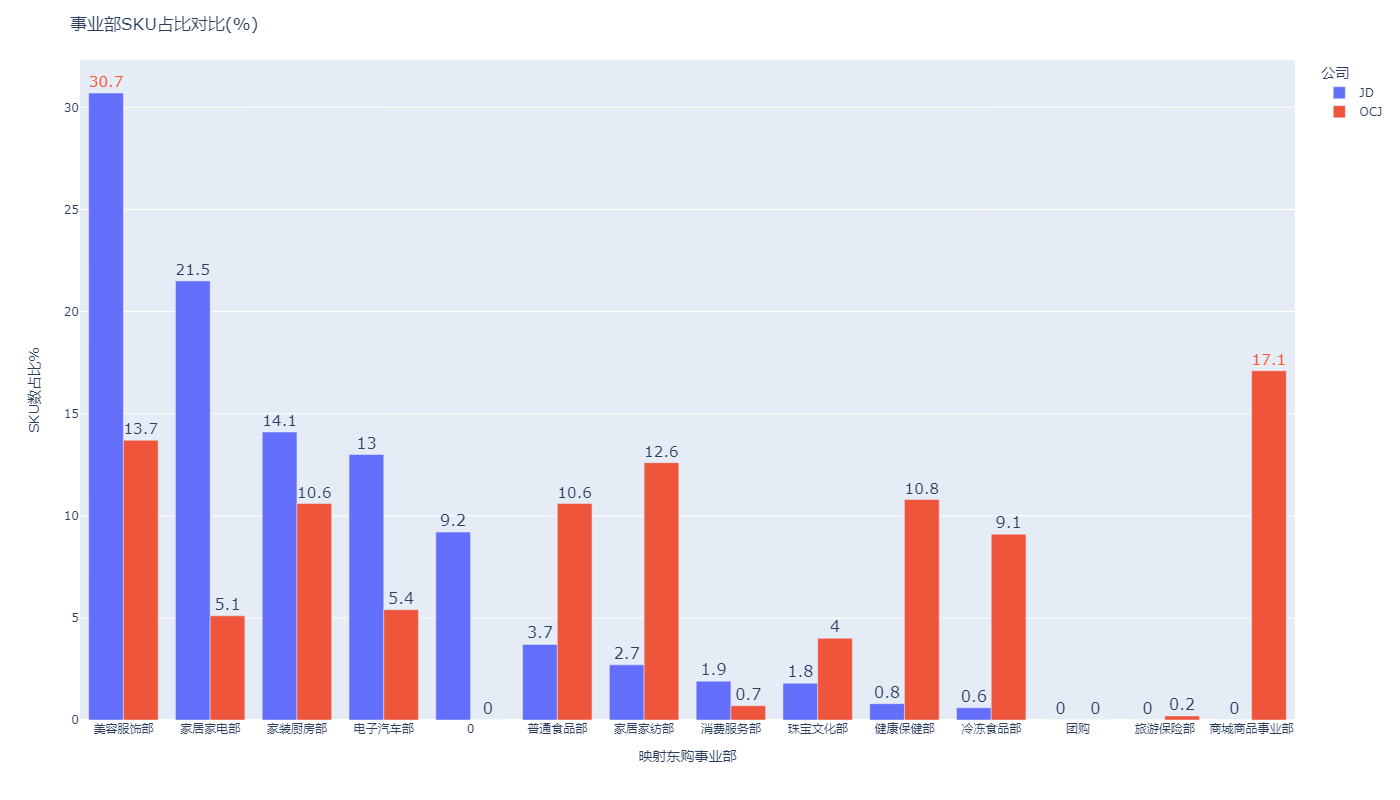 事业部SKU占比对比(%)
公司
JD
OCJ
SKU数占比%
30
25
20
15
10
5
0
30.7
13.7
21.5
5.1
14.1
10.6
13
5.4
9.2
0
3.7
10.6
2.7
12.6
1.9
0.7
1.8
4
0.8
10.8
0.6
9.1
0
0
0
0.2
0
17.1
美容服饰部
家居家电部
家装厨房部
电子汽车部
0
普通食品部
家居家纺部
消费服务部
珠宝文化部
健康保健部
冷冻食品部
团购
旅游保险部
商城商品事业部
映射东购事业部